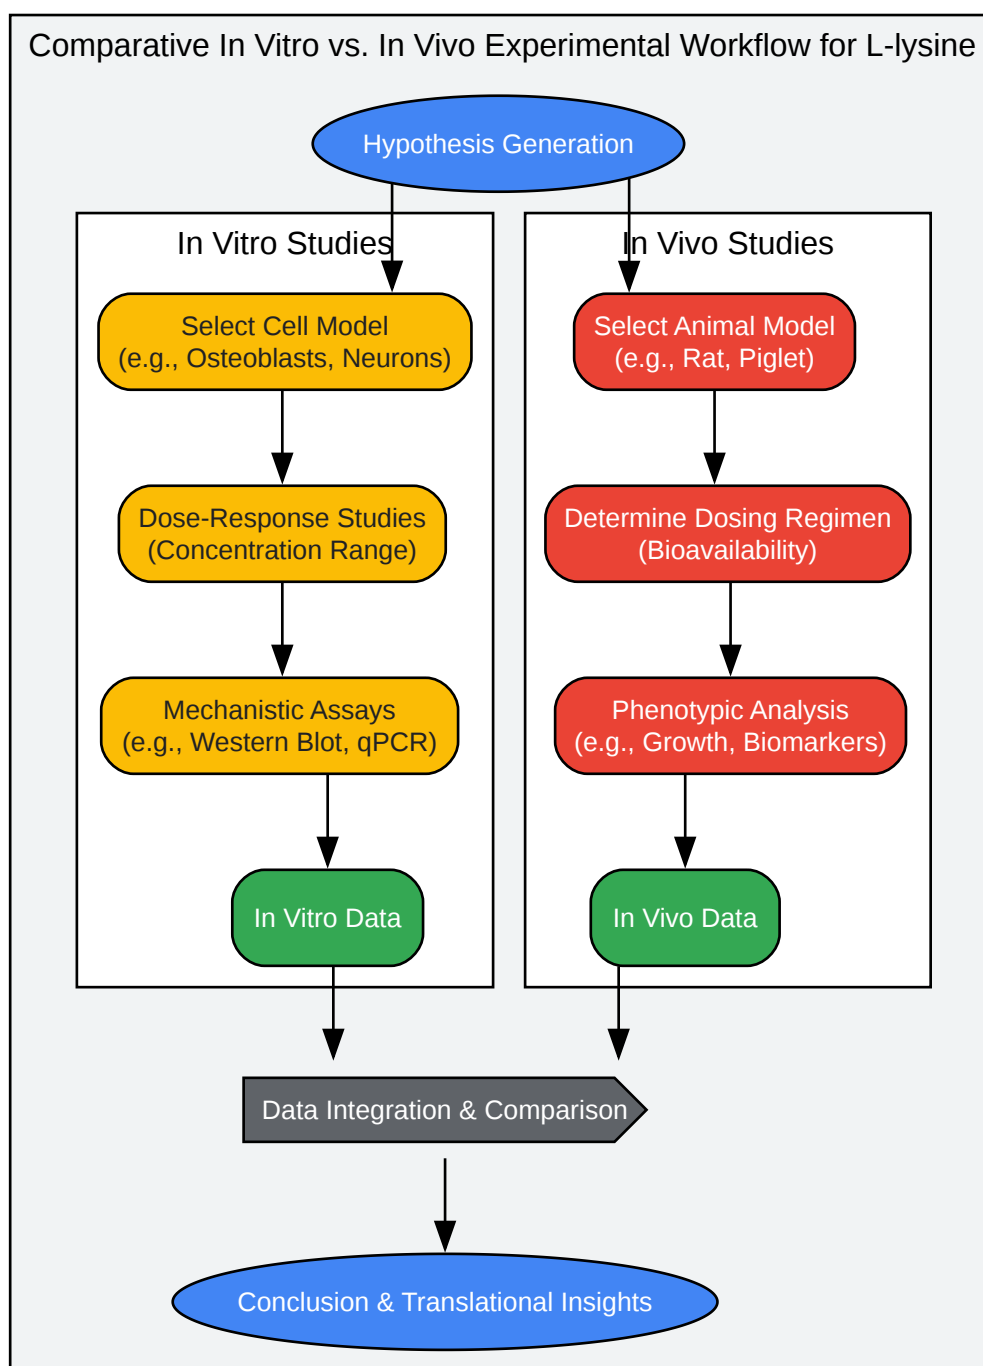 Comparative In Vitro vs. In Vivo Experimental Workflow for L-lysine
Hypothesis Generation
In Vitro Studies
Select Cell Model
(e.g., Osteoblasts, Neurons)
Dose-Response Studies
(Concentration Range)
Mechanistic Assays
(e.g., Western Blot, qPCR)
In Vitro Data
In Vivo Studies
Select Animal Model
(e.g., Rat, Piglet)
Determine Dosing Regimen
(Bioavailability)
Phenotypic Analysis
(e.g., Growth, Biomarkers)
In Vivo Data
Data Integration & Comparison
Conclusion & Translational Insights